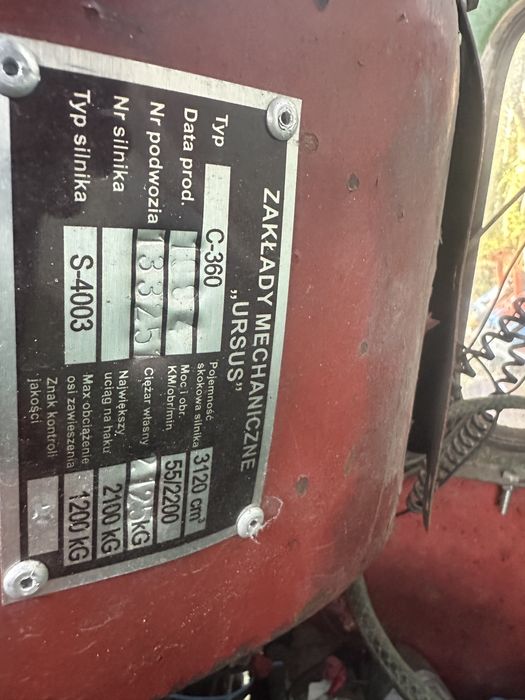 ZAKŁADY MECHANICZNE
„URSUS”
Typ C-360
Data prod.
Nr podwozia
Nr silnika
Typ silnika S-4003
Pojemność
skokowa silnika 3120 cm³
Moc i obr.
KM/obr/min 55/2200
Ciężar własny 2125 kG
Największy
uciąg na haku 2100 kG
Max obciążenie
osi zawieszenia 1200 kG
Znak kontroli
jakości